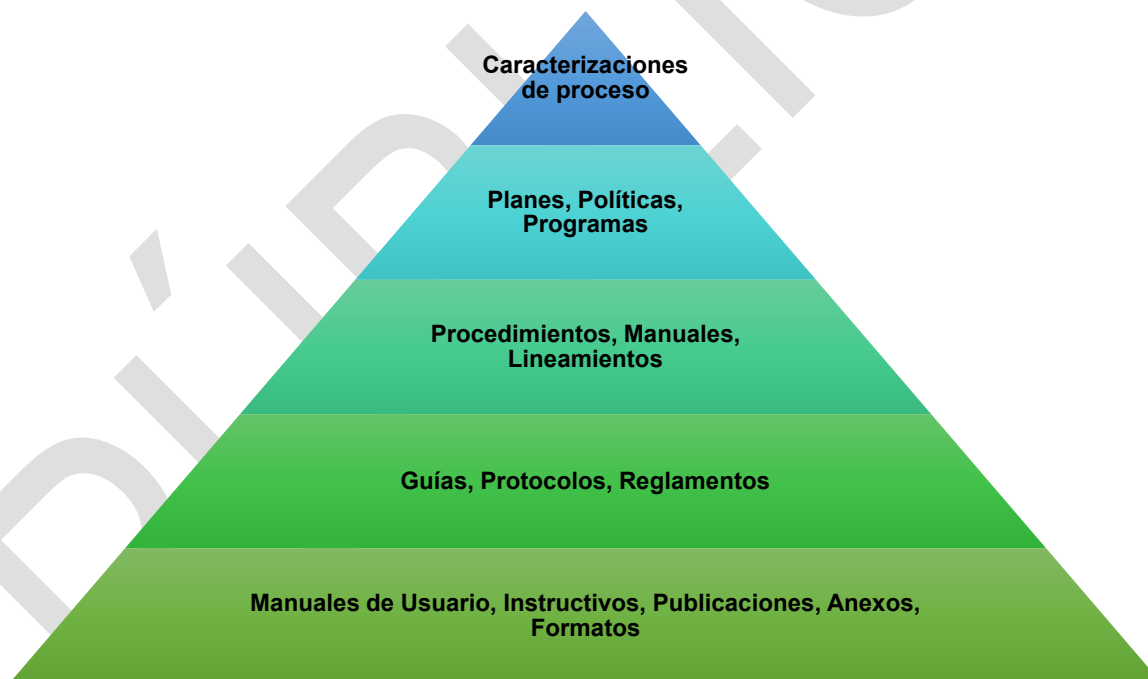 Caracterizaciones
de proceso
Planes, Políticas,
Programas
Procedimientos, Manuales,
Lineamientos
Guías, Protocolos, Reglamentos
Manuales de Usuario, Instructivos, Publicaciones, Anexos,
Formatos